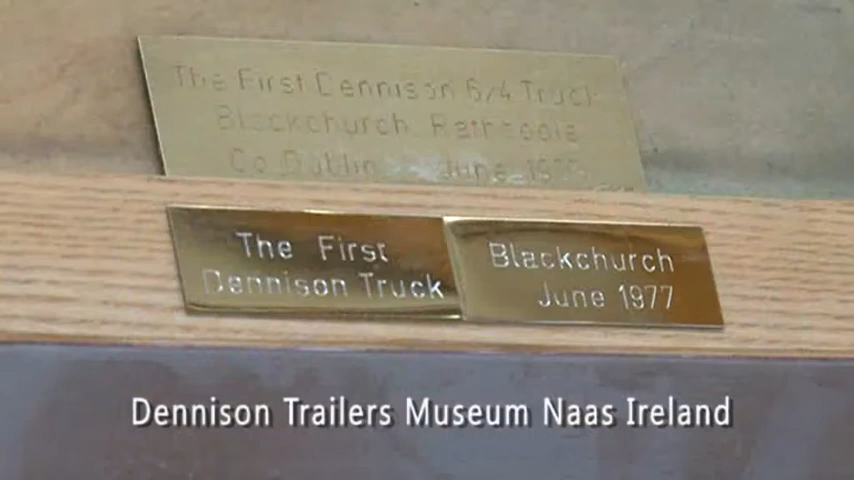 The First Dennison 6/4 Truck
Blackchurch Rathcoole
Co Dublin June
The First
Dennison Truck
Blackchurch
June 1977
Dennison Trailers Museum Naas Ireland